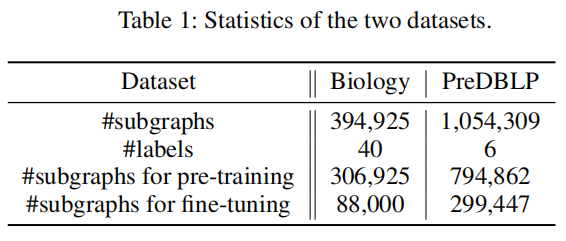 Table 1: Statistics of the two datasets.
Dataset Biology PreDBLP
#subgraphs 394,925 1,054,309
#labels 40 6
#subgraphs for pre-training 306,925 794,862
#subgraphs for fine-tuning 88,000 299,447